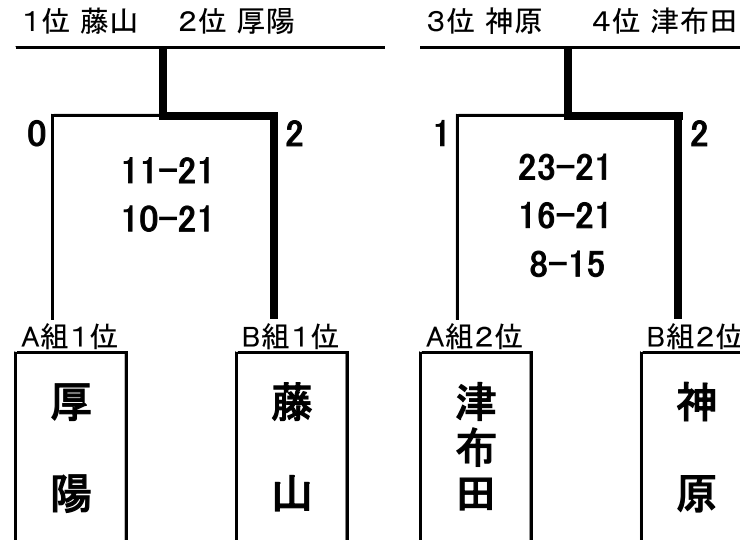 1位 藤山 2位 厚陽
0 2
11-21
10-21
A組1位 B組1位
厚陽 藤山
3位 神原 4位 津布田
1 2
23-21
16-21
8-15
A組2位 B組2位
津布田 神原